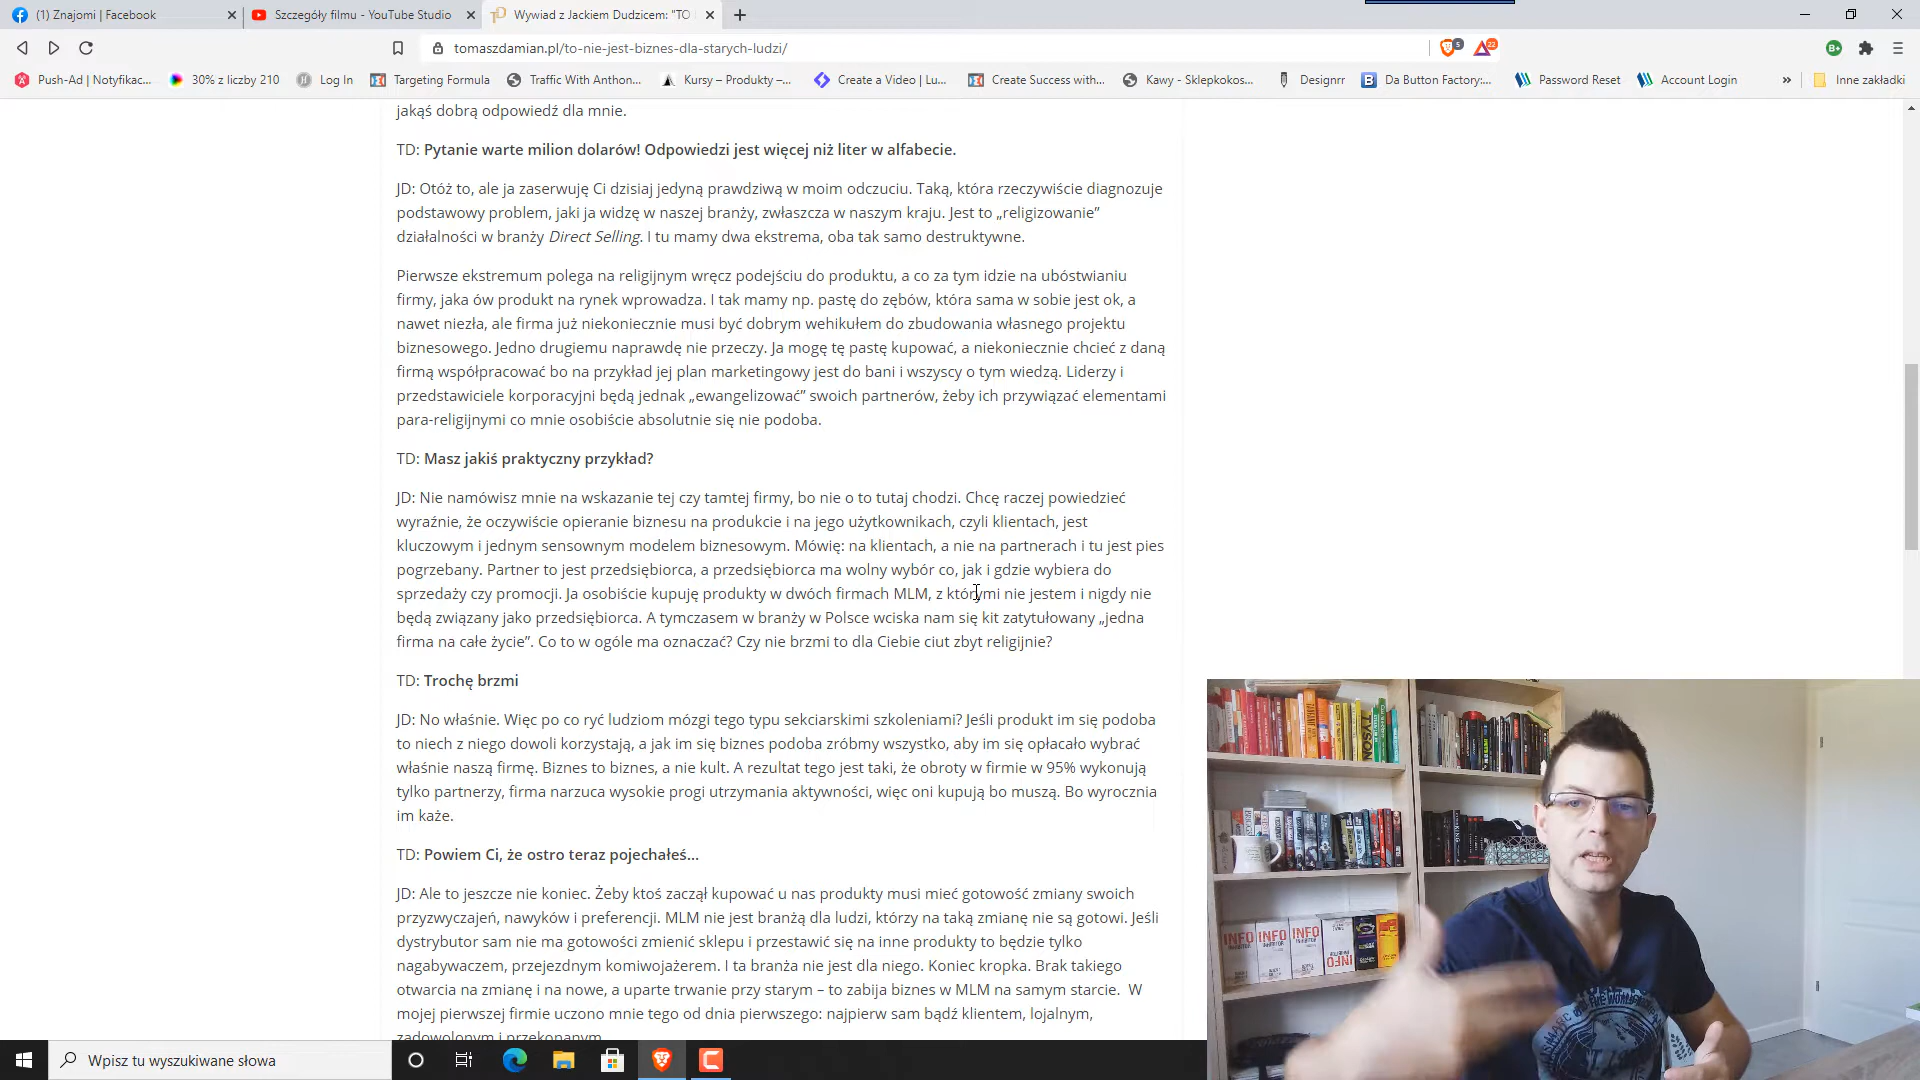 (1) Znajomi | Facebook
Szczegóły filmu - YouTube Studio
Wywiad z Jackiem Dudzicem: "TO
tomaszdamian.pl/to-nie-jest-biznes-dla-starych-ludzi/
5
22
B+
Push-Ad | Notyfikac...
30% z liczby 210
Log In
Targeting Formula
Traffic With Anthon...
Kursy – Produkty –...
Create a Video | Lu...
Create Success with...
Kawy - Sklepkokos...
Designrr
Da Button Factory:...
Password Reset
Account Login
»
Inne zakładki
jakąś dobrą odpowiedź dla mnie.
TD: Pytanie warte milion dolarów! Odpowiedzi jest więcej niż liter w alfabecie.
JD: Otóż to, ale ja zaserwuję Ci dzisiaj jedyną prawdziwą w moim odczuciu. Taką, która rzeczywiście diagnozuje
podstawowy problem, jaki ja widzę w naszej branży, zwłaszcza w naszym kraju. Jest to „religizowanie”
działalności w branży Direct Selling. I tu mamy dwa ekstrema, oba tak samo destruktywne.
Pierwsze ekstremum polega na religijnym wręcz podejściu do produktu, a co za tym idzie na ubóstwianiu
firmy, jaka ów produkt na rynek wprowadza. I tak mamy np. pastę do zębów, która sama w sobie jest ok, a
nawet niezła, ale firma już niekoniecznie musi być dobrym wehikułem do zbudowania własnego projektu
biznesowego. Jedno drugiemu naprawdę nie przeczy. Ja mogę tę pastę kupować, a niekoniecznie chcieć z daną
firmą współpracować bo na przykład jej plan marketingowy jest do bani i wszyscy o tym wiedzą. Liderzy i
przedstawiciele korporacyjni będą jednak „ewangelizować” swoich partnerów, żeby ich przywiązać elementami
para-religijnymi co mnie osobiście absolutnie się nie podoba.
TD: Masz jakiś praktyczny przykład?
JD: Nie namówisz mnie na wskazanie tej czy tamtej firmy, bo nie o to tutaj chodzi. Chcę raczej powiedzieć
wyraźnie, że oczywiście opieranie biznesu na produkcie i na jego użytkownikach, czyli klientach, jest
kluczowym i jednym sensownym modelem biznesowym. Mówię: na klientach, a nie na partnerach i tu jest pies
pogrzebany. Partner to jest przedsiębiorca, a przedsiębiorca ma wolny wybór co, jak i gdzie wybiera do
sprzedaży czy promocji. Ja osobiście kupuję produkty w dwóch firmach MLM, z którymi nie jestem i nigdy nie
będą związany jako przedsiębiorca. A tymczasem w branży w Polsce wciska nam się kit zatytułowany „jedna
firma na całe życie”. Co to w ogóle ma oznaczać? Czy nie brzmi to dla Ciebie ciut zbyt religijnie?
TD: Trochę brzmi
JD: No właśnie. Więc po co ryć ludziom mózgi tego typu sekciarskimi szkoleniami? Jeśli produkt im się podoba
to niech z niego dowoli korzystają, a jak im się biznes podoba zróbmy wszystko, aby im się opłacało wybrać
właśnie naszą firmę. Biznes to biznes, a nie kult. A rezultat tego jest taki, że obroty w firmie w 95% wykonują
tylko partnerzy, firma narzuca wysokie progi utrzymania aktywności, więc oni kupują bo muszą. Bo wyrocznia
im każe.
TD: Powiem Ci, że ostro teraz pojechałeś...
JD: Ale to jeszcze nie koniec. Żeby ktoś zaczął kupować u nas produkty musi mieć gotowość zmiany swoich
przyzwyczajeń, nawyków i preferencji. MLM nie jest branżą dla ludzi, którzy na taką zmianę nie są gotowi. Jeśli
dystrybutor sam nie ma gotowości zmienić sklepu i przestawić się na inne produkty to będzie tylko
nagabywaczem, przejezdnym komiwojażerem. I ta branża nie jest dla niego. Koniec kropka. Brak takiego
otwarcia na zmianę i na nowe, a uparte trwanie przy starym – to zabija biznes w MLM na samym starcie. W
mojej pierwszej firmie uczono mnie tego od dnia pierwszego: najpierw sam bądź klientem, lojalnym,
zadowolonym i przekonanym
TYSON
KING
INFO INFO INFO
INFO
Wpisz tu wyszukiwane słowa